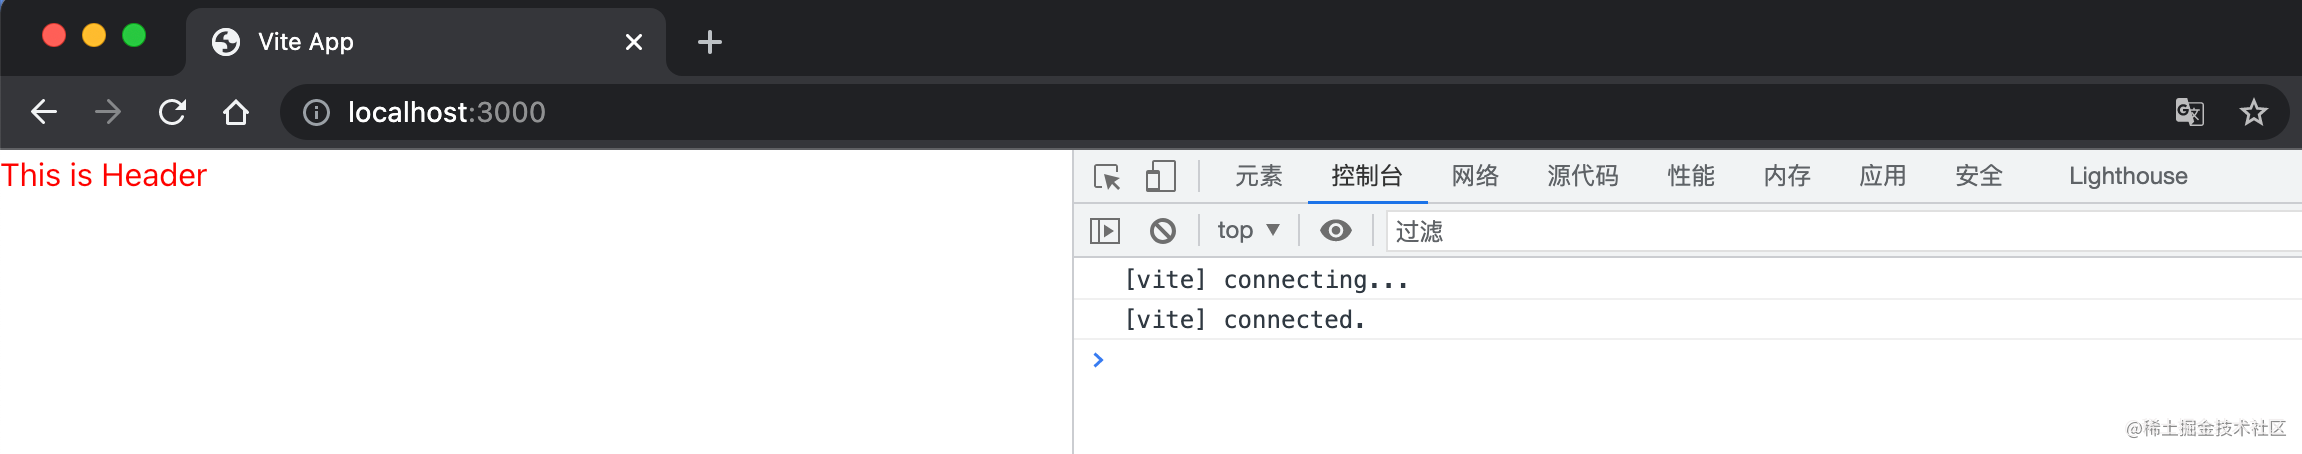 Vite App
localhost:3000
This is Header
元素 控制台 网络 源代码 性能 内存 应用 安全 Lighthouse
top 过滤
[vite] connecting...
[vite] connected.
@稀土掘金技术社区